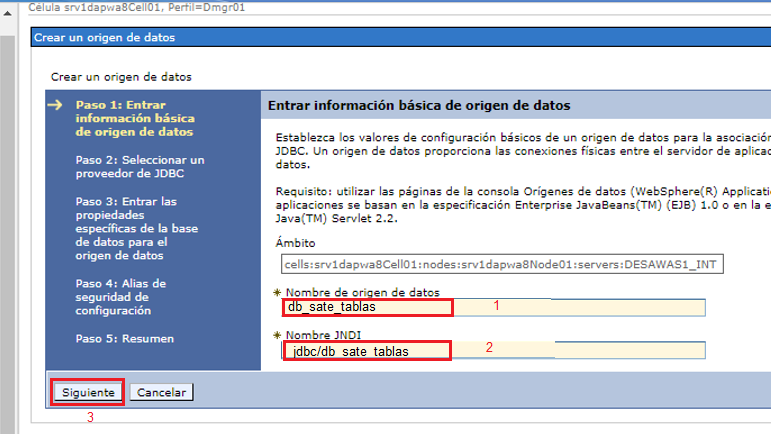 Célula srv1dapwa8Cell01, Perfil=Dmgr01
Crear un origen de datos
Crear un origen de datos
Paso 1: Entrar
información básica
de origen de datos
Paso 2: Seleccionar un
proveedor de JDBC
Paso 3: Entrar las
propiedades
específicas de la base
de datos para el
origen de datos
Paso 4: Alias de
seguridad de
configuración
Paso 5: Resumen
Entrar información básica de origen de datos
Establezca los valores de configuración básicos de un origen de datos para la asociación
JDBC. Un origen de datos proporciona las conexiones físicas entre el servidor de aplicac
datos.
Requisito: utilizar las páginas de la consola Orígenes de datos (WebSphere(R) Applicati
aplicaciones se basan en la especificación Enterprise JavaBeans(TM) (EJB) 1.0 o en la e
Java(TM) Servlet 2.2.
Ámbito
cells:srv1dapwa8Cell01:nodes:srv1dapwa8Node01:servers:DESAWAS1_INT
* Nombre de origen de datos
db_sate_tablas 1
* Nombre JNDI
jdbc/db_sate_tablas 2
Siguiente Cancelar
3